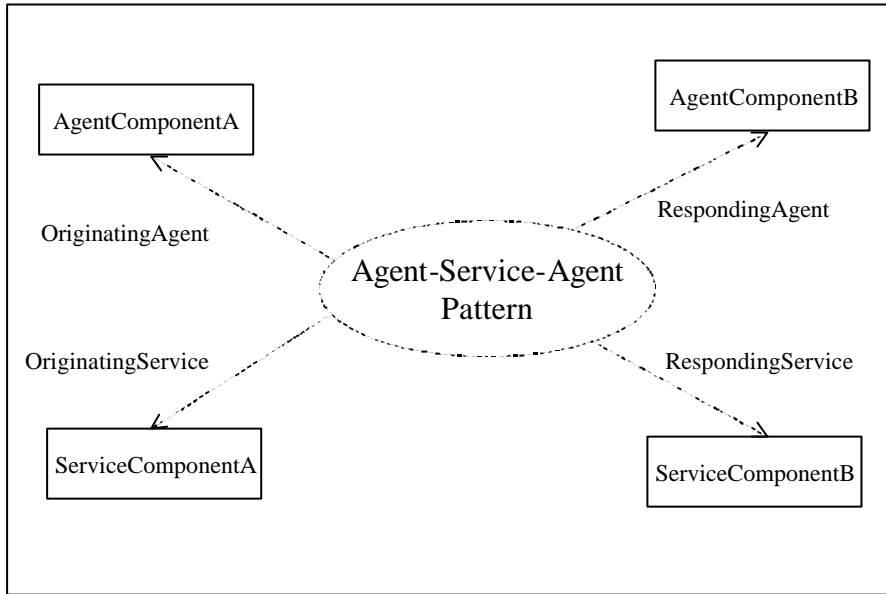 AgentComponentA
AgentComponentB
OriginatingAgent
RespondingAgent
Agent-Service-Agent
Pattern
OriginatingService
RespondingService
ServiceComponentA
ServiceComponentB